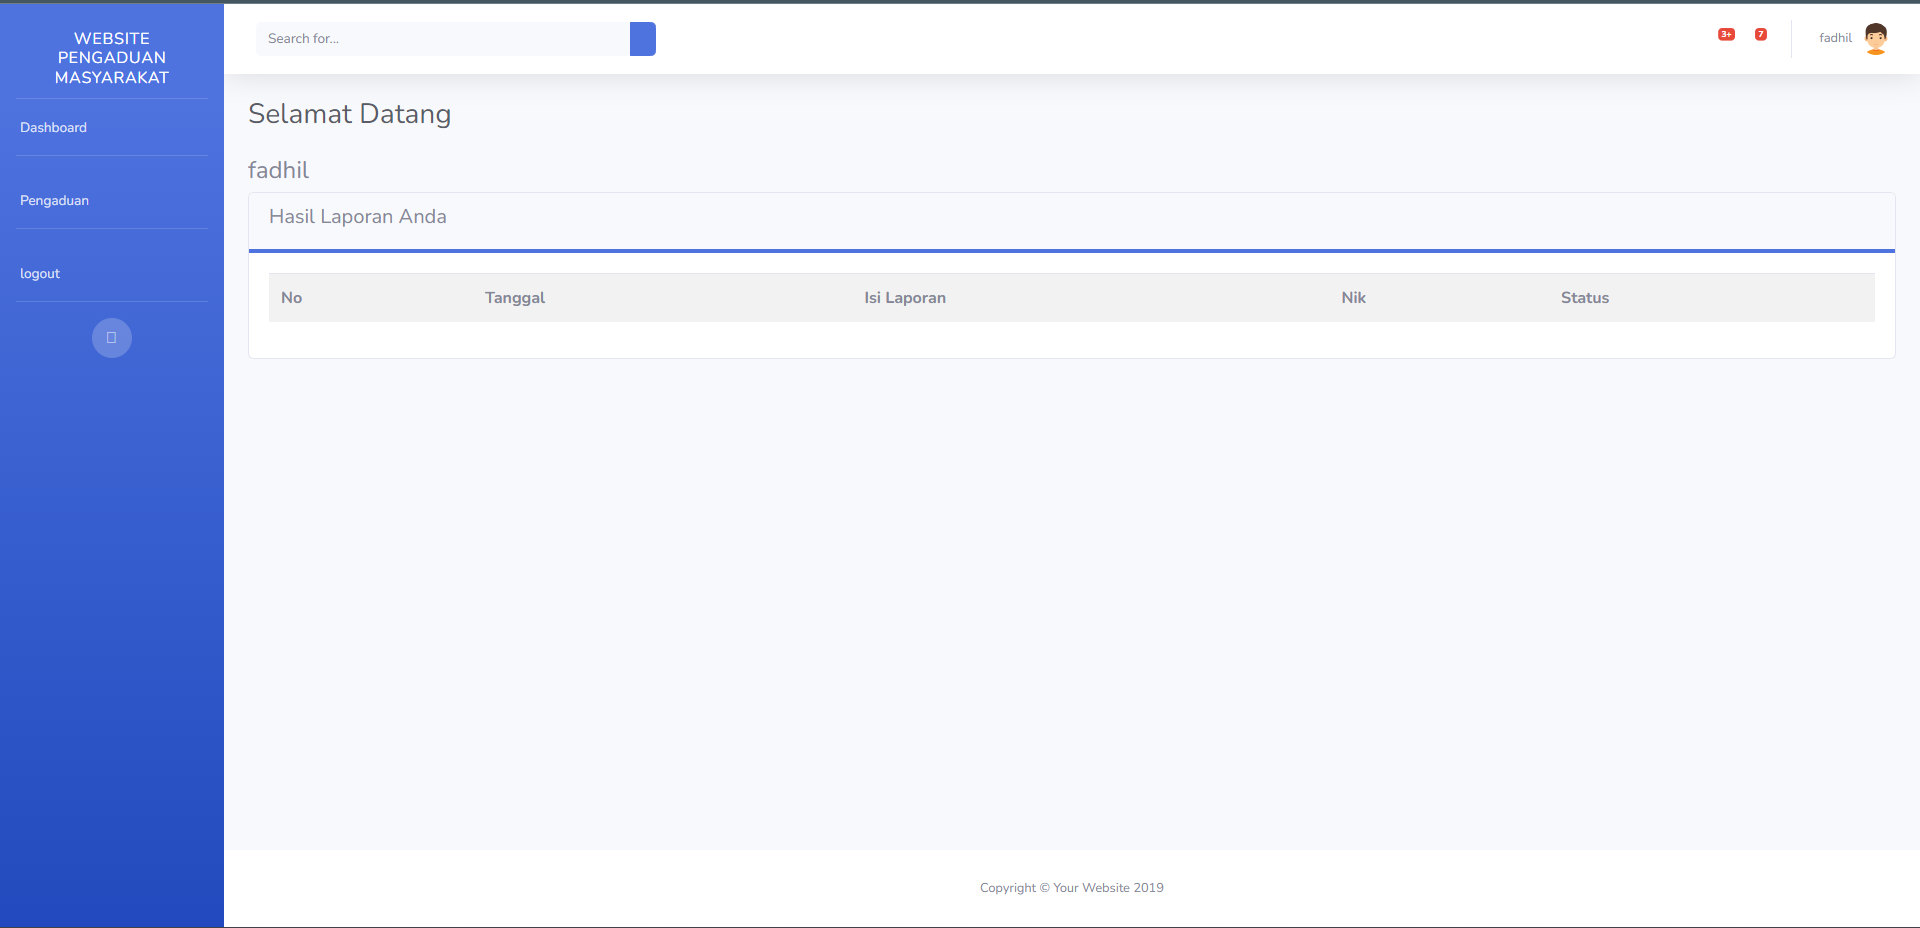 WEBSITE
PENGADUAN
MASYARAKAT
Dashboard
Pengaduan
logout
Search for...
3+
7
fadhil
Selamat Datang
fadhil
Hasil Laporan Anda
No Tanggal Isi Laporan Nik Status
Copyright © Your Website 2019